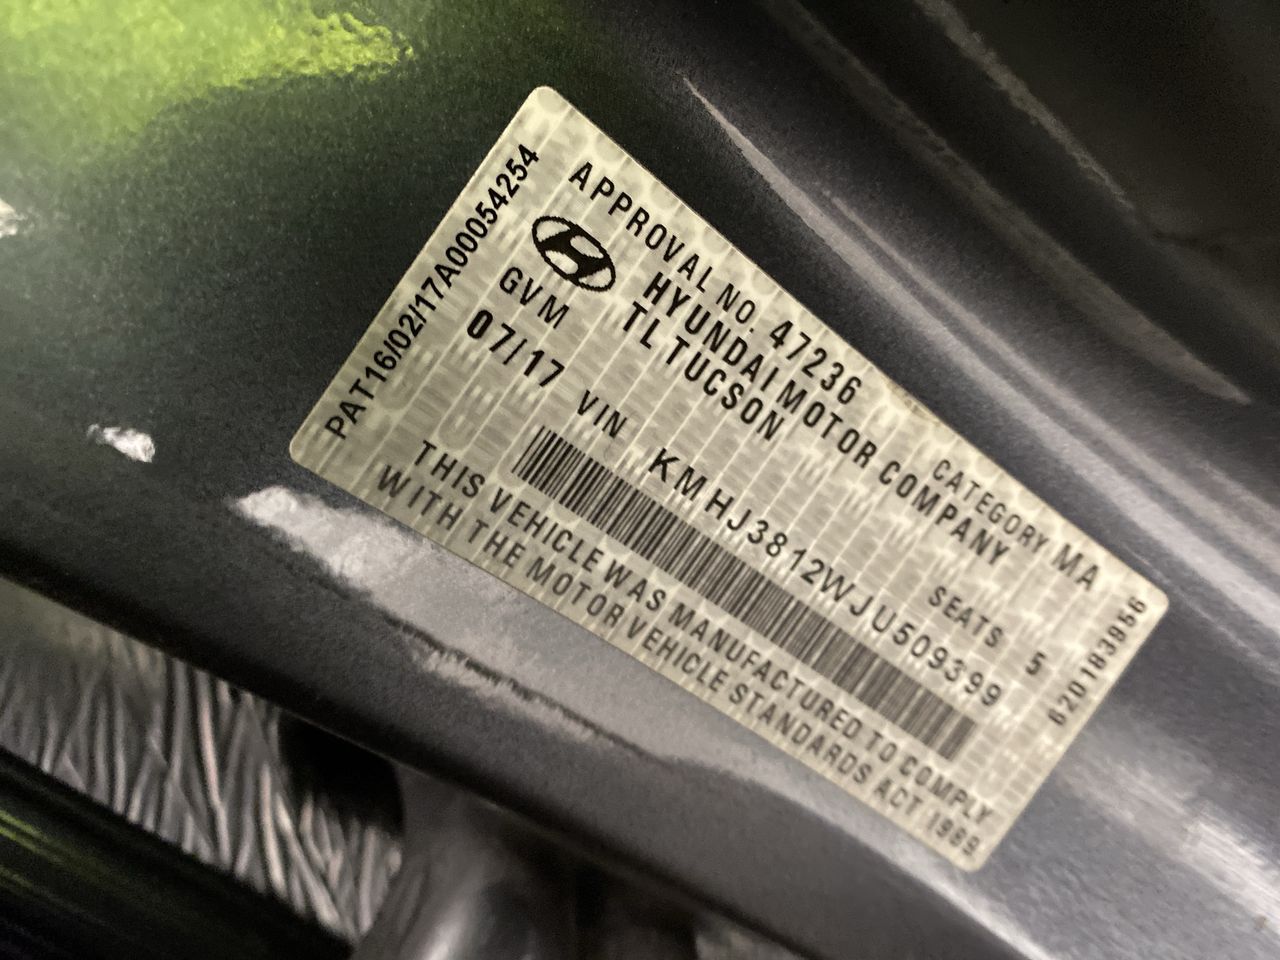 PAT16/02/17A00054254
APPROVAL NO. 47236 CATEGORY MA
HYUNDAI MOTOR COMPANY
GVM TL TUCSON SEATS 5
07/17 VIN KMHJ3812WJU509399
THIS VEHICLE WAS MANUFACTURED TO COMPLY
WITH THE MOTOR VEHICLE STANDARDS ACT 1989
620183956